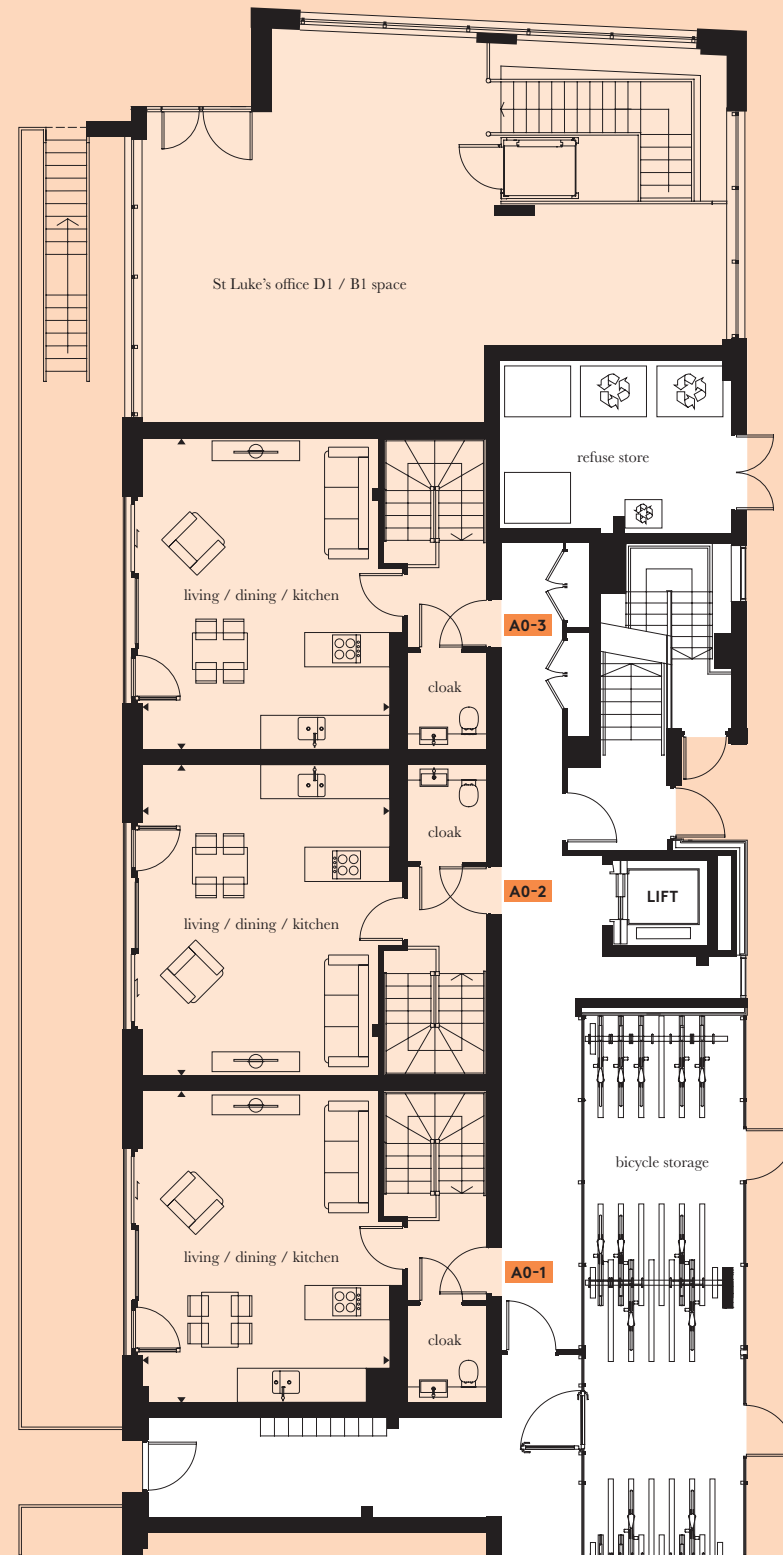 St Luke's office D1 / B1 space
refuse store
living / dining / kitchen
A0-3
cloak
cloak
A0-2
LIFT
living / dining / kitchen
bicycle storage
living / dining / kitchen
A0-1
cloak